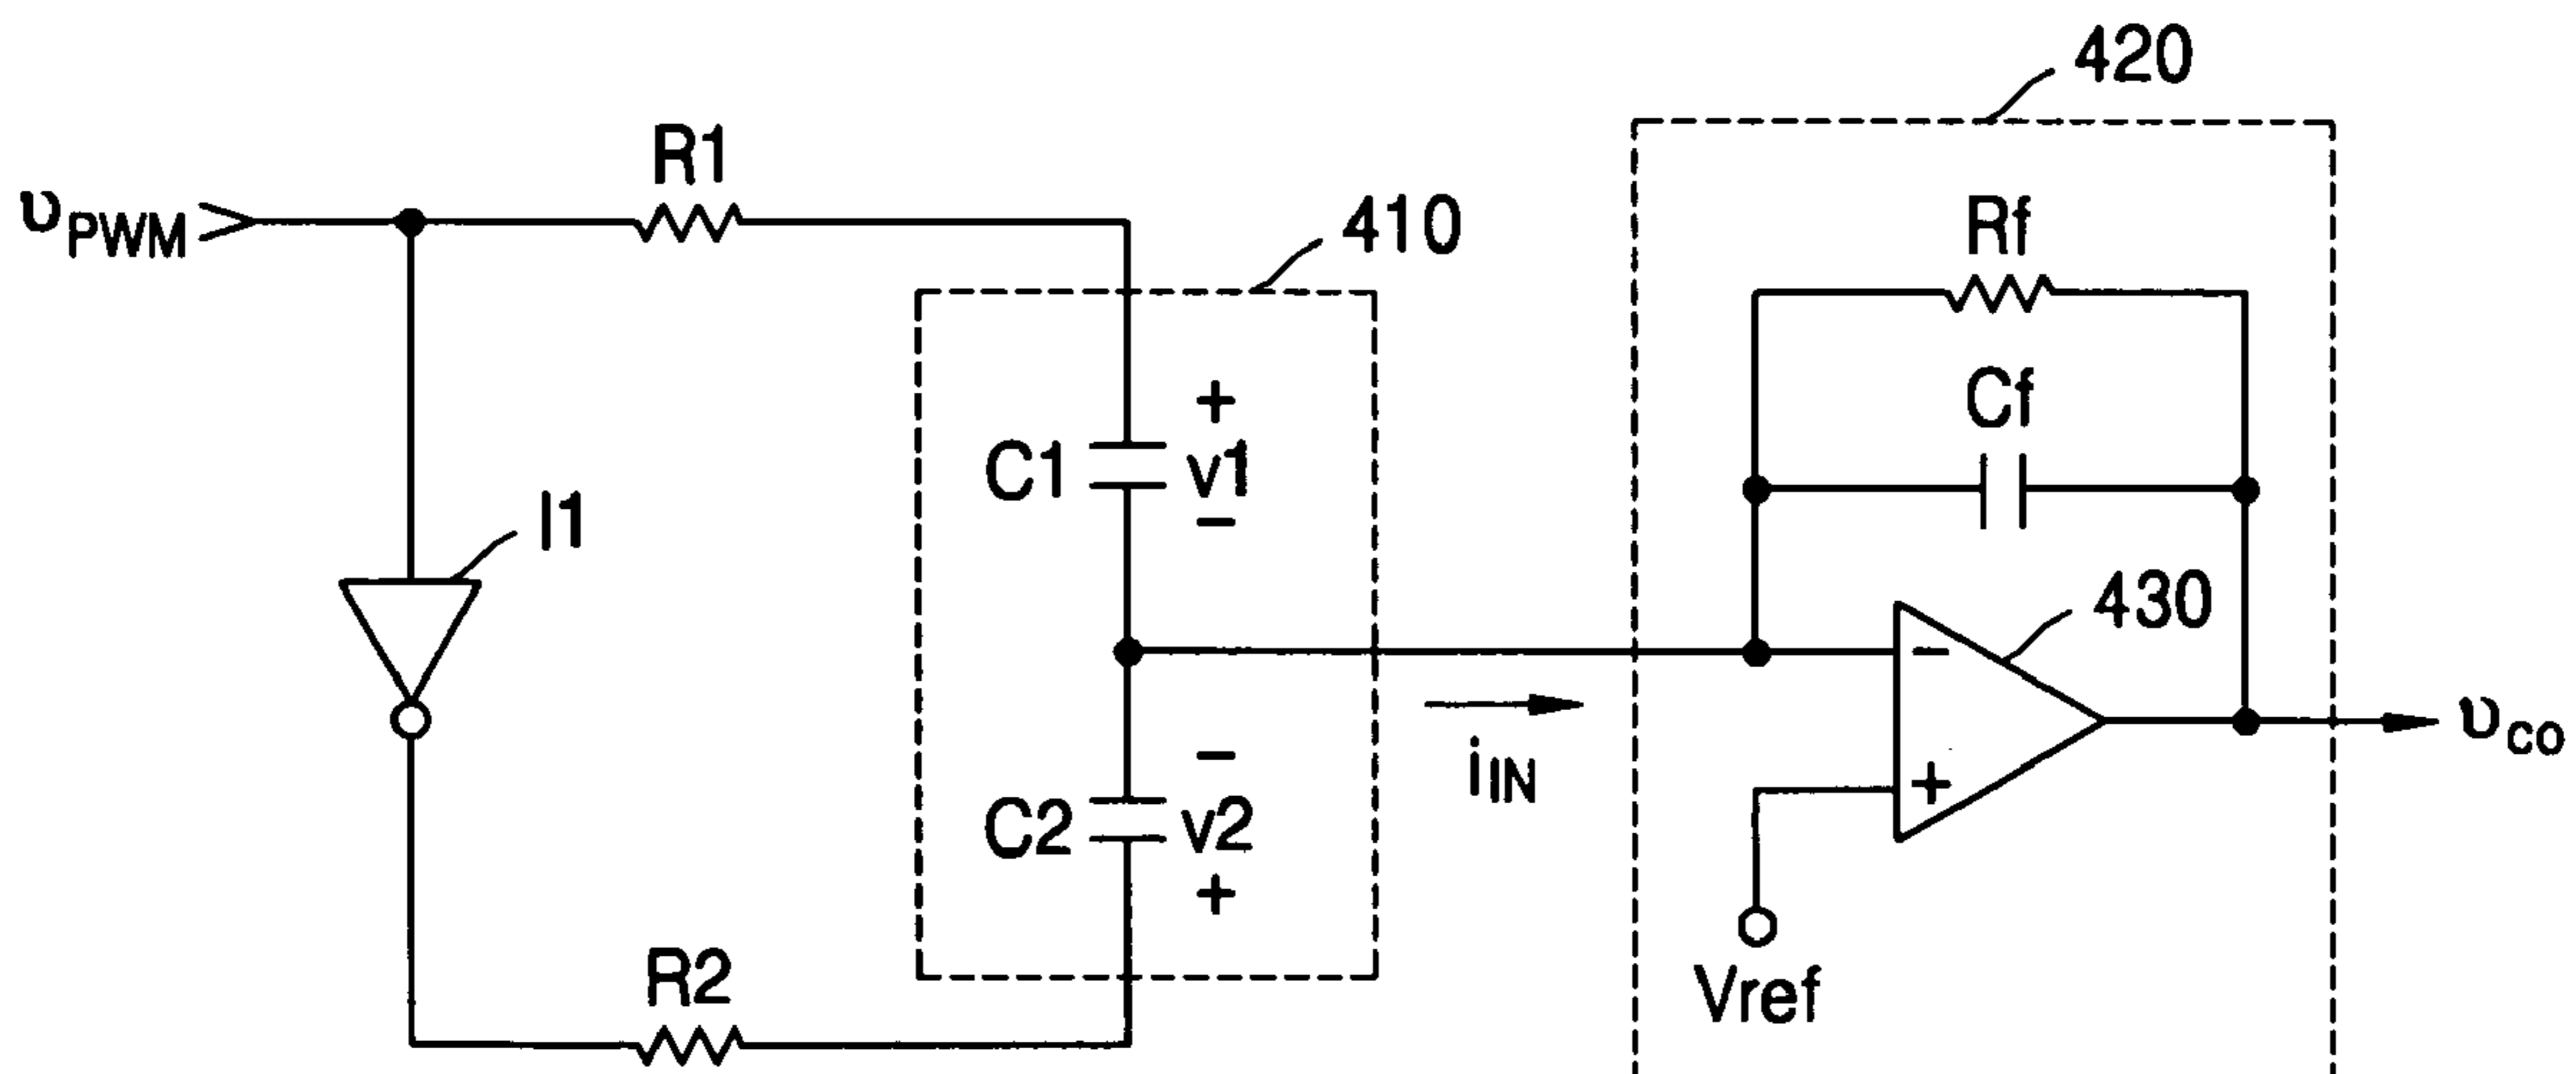 420
R1
υPWM
410
Rf
Cf
+
C1
v1
−
I1
430
−
iIN
υco
−
C2
v2
+
+
R2
Vref